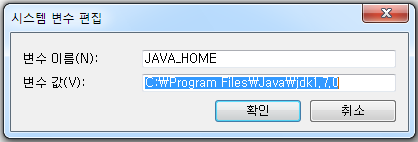 시스템 변수 편집
변수 이름(N):
JAVA_HOME
변수 값(V):
C:₩Program Files₩Java₩jdk1.7.0
확인
취소